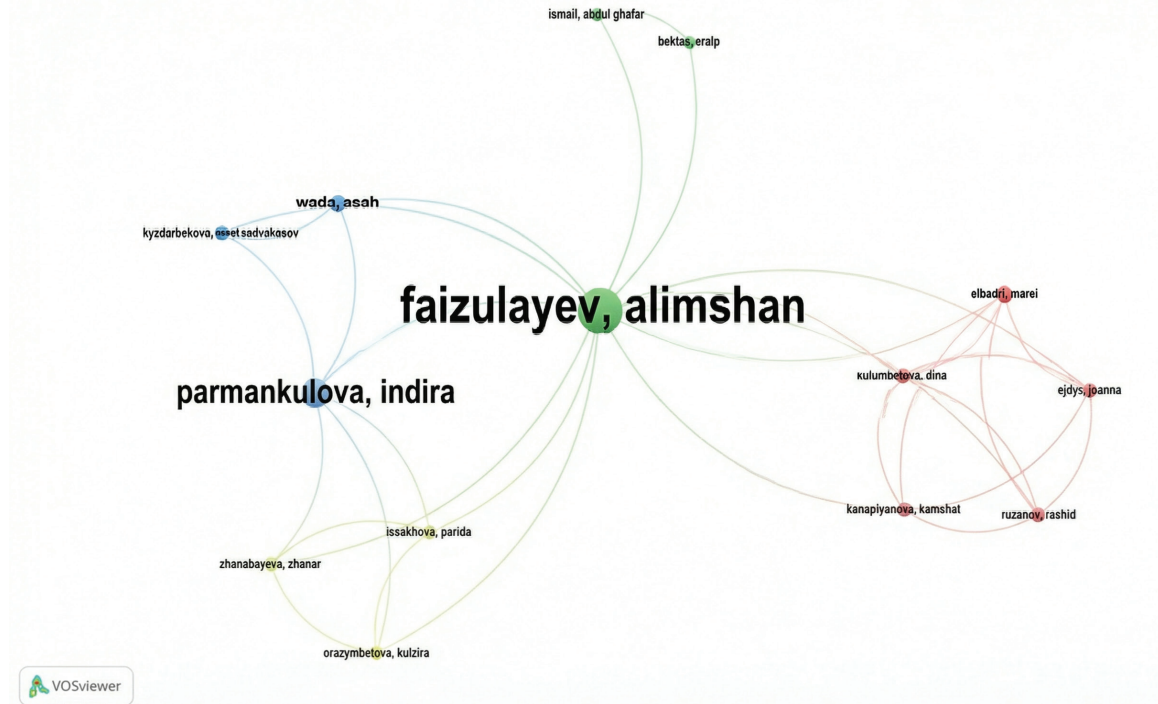 ismail, abdul ghafar
bektas, eralp
wada, asah
kyzdarbekova, asset sadvakasov
elbadri, marei
faizulayev, alimshan
kulumbetova. dina
ejdys, joanna
parmankulova, indira
kanapiyanova, kamshat
ruzanov, rashid
issakhova, parida
zhanabayeva, zhanar
orazymbetova, kulzira
VOSviewer